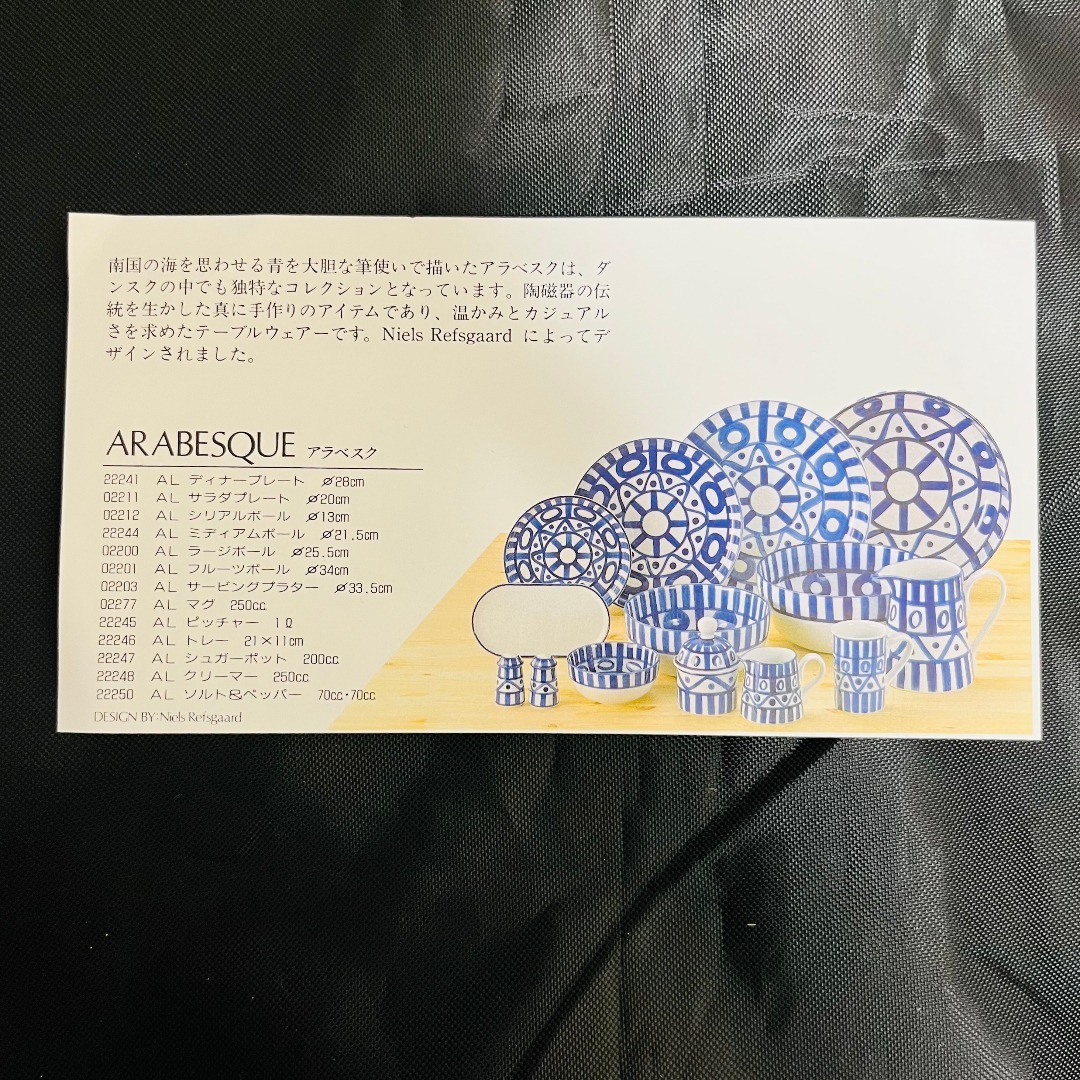 南国の海を思わせる青を大胆な筆使いで描いたアラベスクは、ダ
ンスクの中でも独特なコレクションとなっています。陶磁器の伝
統を生かした真に手作りのアイテムであり、温かみとカジュアル
さを求めたテーブルウェアーです。Niels Refsgaard によってデ
ザインされました。
ARABESQUE アラベスク
22241 AL ディナープレート ⌀28cm
02211 AL サラダプレート ⌀20cm
02212 AL シリアルボール ⌀13cm
22244 AL ミディアムボール ⌀21.5cm
02200 AL ラージボール ⌀25.5cm
02201 AL フルーツボール ⌀34cm
02203 AL サービングプラター ⌀33.5cm
02277 AL マグ 250cc
22245 AL ピッチャー 1ℓ
22246 AL トレー 21×11cm
22247 AL シュガーポット 200cc
22248 AL クリーマー 250cc
22250 AL ソルト&ペッパー 70cc・70cc
DESIGN BY:Niels Refsgaard